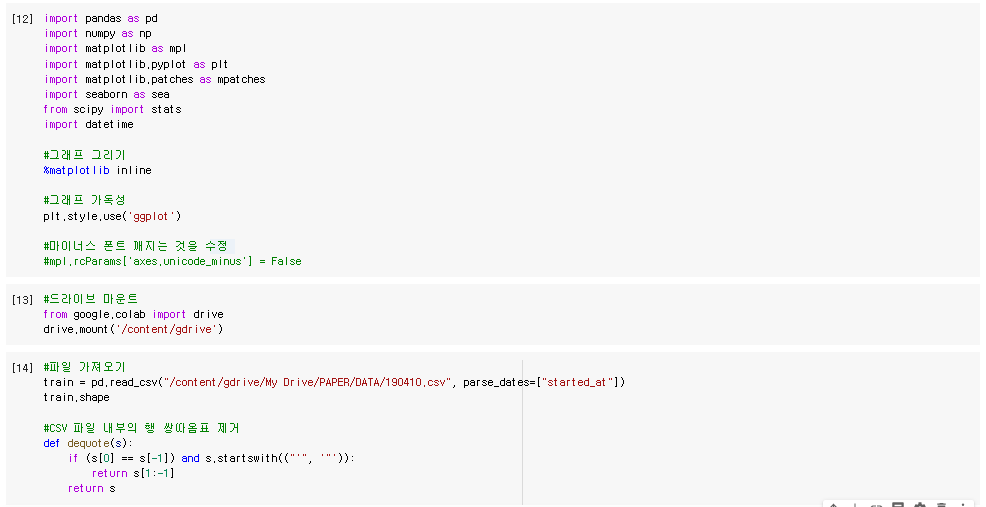 [12] import pandas as pd
import numpy as np
import matplotlib as mpl
import matplotlib.pyplot as plt
import matplotlib.patches as mpatches
import seaborn as sea
from scipy import stats
import datetime
#그래프 그리기
%matplotlib inline
#그래프 가독성
plt.style.use('ggplot')
#마이너스 폰트 깨지는 것을 수정
#mpl.rcParams['axes.unicode_minus'] = False
[13] #드라이브 마운트
from google.colab import drive
drive.mount('/content/gdrive')
[14] #파일 가져오기
train = pd.read_csv("/content/gdrive/My Drive/PAPER/DATA/190410.csv", parse_dates=["started_at"])
train.shape
#CSV 파일 내부의 행 쌍따옴표 제거
def dequote(s):
    if (s[0] == s[-1]) and s.startswith(("'", '"')):
        return s[1:-1]
    return s